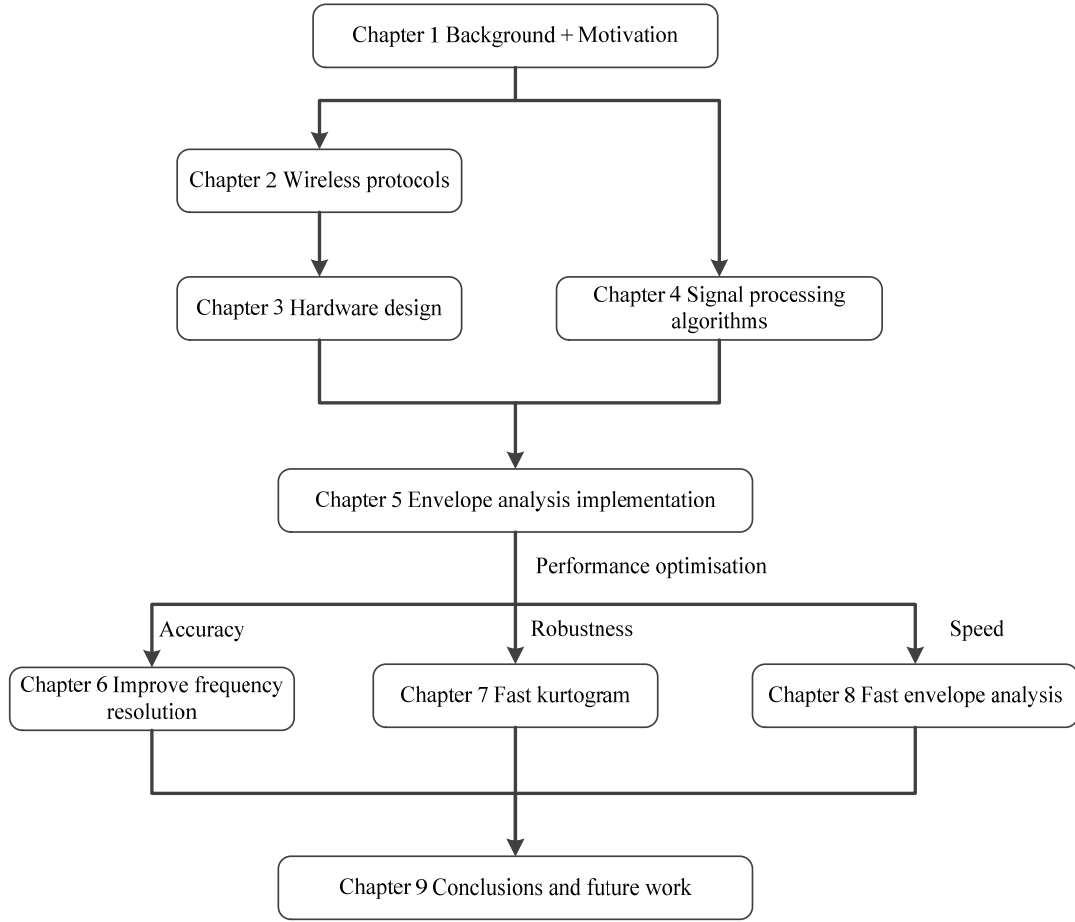 Chapter 1 Background + Motivation
Chapter 2 Wireless protocols
Chapter 3 Hardware design
Chapter 4 Signal processing
algorithms
Chapter 5 Envelope analysis implementation
Performance optimisation
Accuracy
Robustness
Speed
Chapter 6 Improve frequency
resolution
Chapter 7 Fast kurtogram
Chapter 8 Fast envelope analysis
Chapter 9 Conclusions and future work